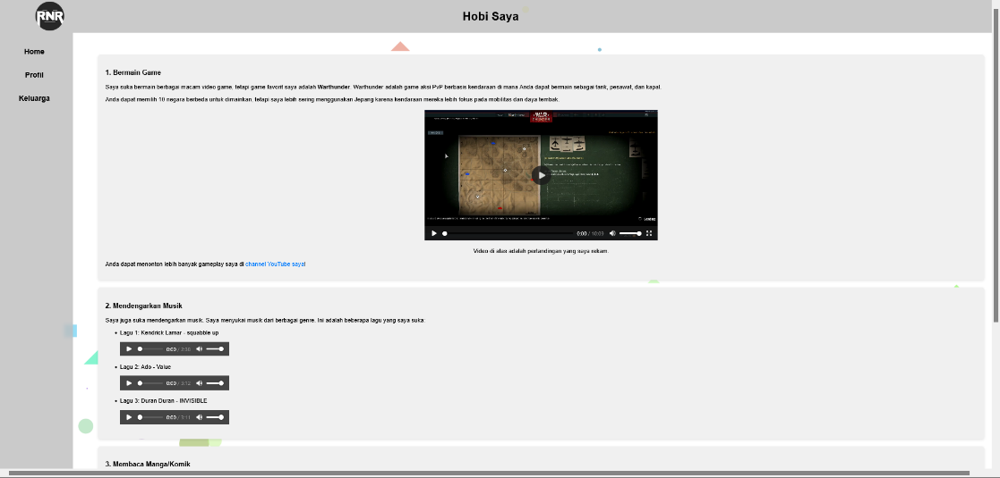 RNR
Hobi Saya
Home
Profil
Keluarga
1. Bermain Game
Saya suka bermain berbagai macam video game, tetapi game favorit saya adalah Warthunder. Warthunder adalah game aksi PvP berbasis kendaraan di mana Anda dapat bermain sebagai tank, pesawat, dan kapal.
Anda dapat memilih 10 negara berbeda untuk dimainkan, tetapi saya lebih sering menggunakan Jepang karena kendaraan mereka lebih fokus pada mobilitas dan daya tembak.
WAR THUNDER
0:00 / 10:09
Video di atas adalah pertandingan yang saya rekam.
Anda dapat menonton lebih banyak gameplay saya di channel YouTube saya!
2. Mendengarkan Musik
Saya juga suka mendengarkan musik. Saya menyukai musik dari berbagai genre. Ini adalah beberapa lagu yang saya suka:
Lagu 1: Kendrick Lamar - squabble up
0:00
Lagu 2: Ado - Value
0:00 / 3:12
Lagu 3: Duran Duran - INVISIBLE
0:00 / 3:11
3. Membaca Manga/Komik